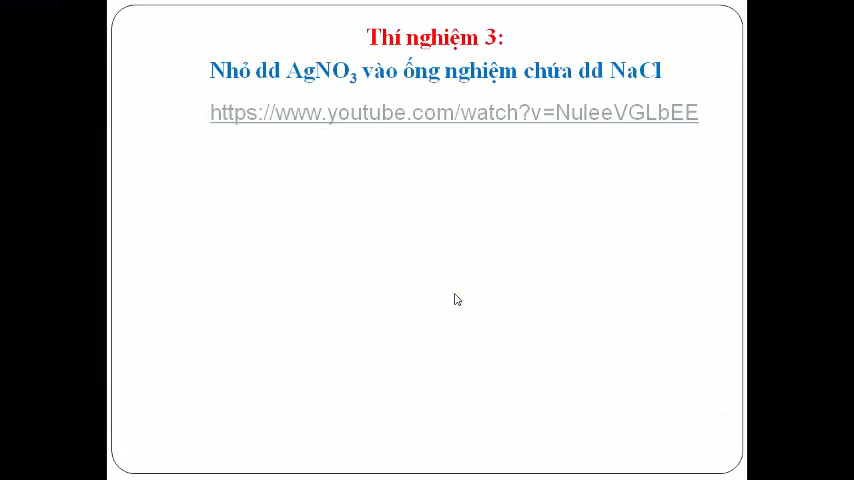 Thí nghiệm 3:
Nhỏ dd AgNO₃ vào ống nghiệm chứa dd NaCl
https://www.youtube.com/watch?v=NuleeVGLbEE